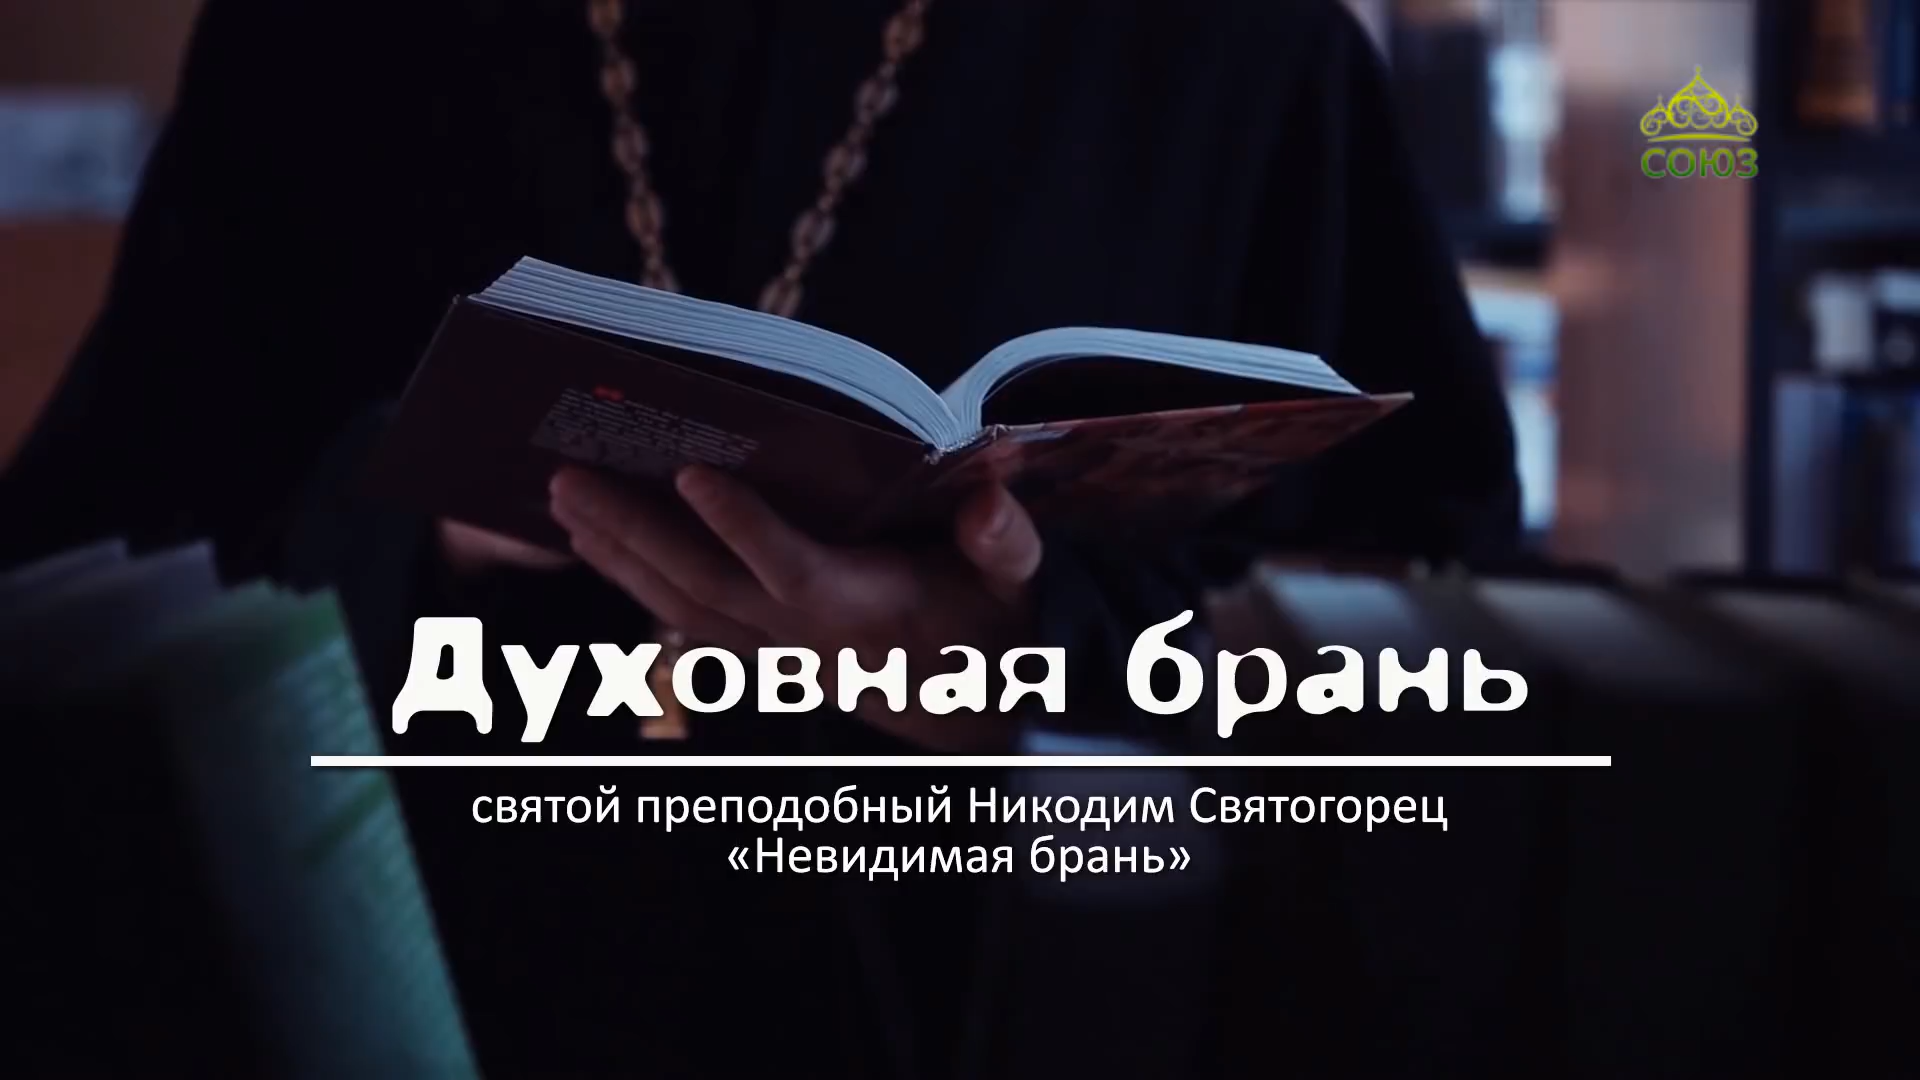 СОЮЗ
Духовная брань
святой преподобный Никодим Святогорец
«Невидимая брань»